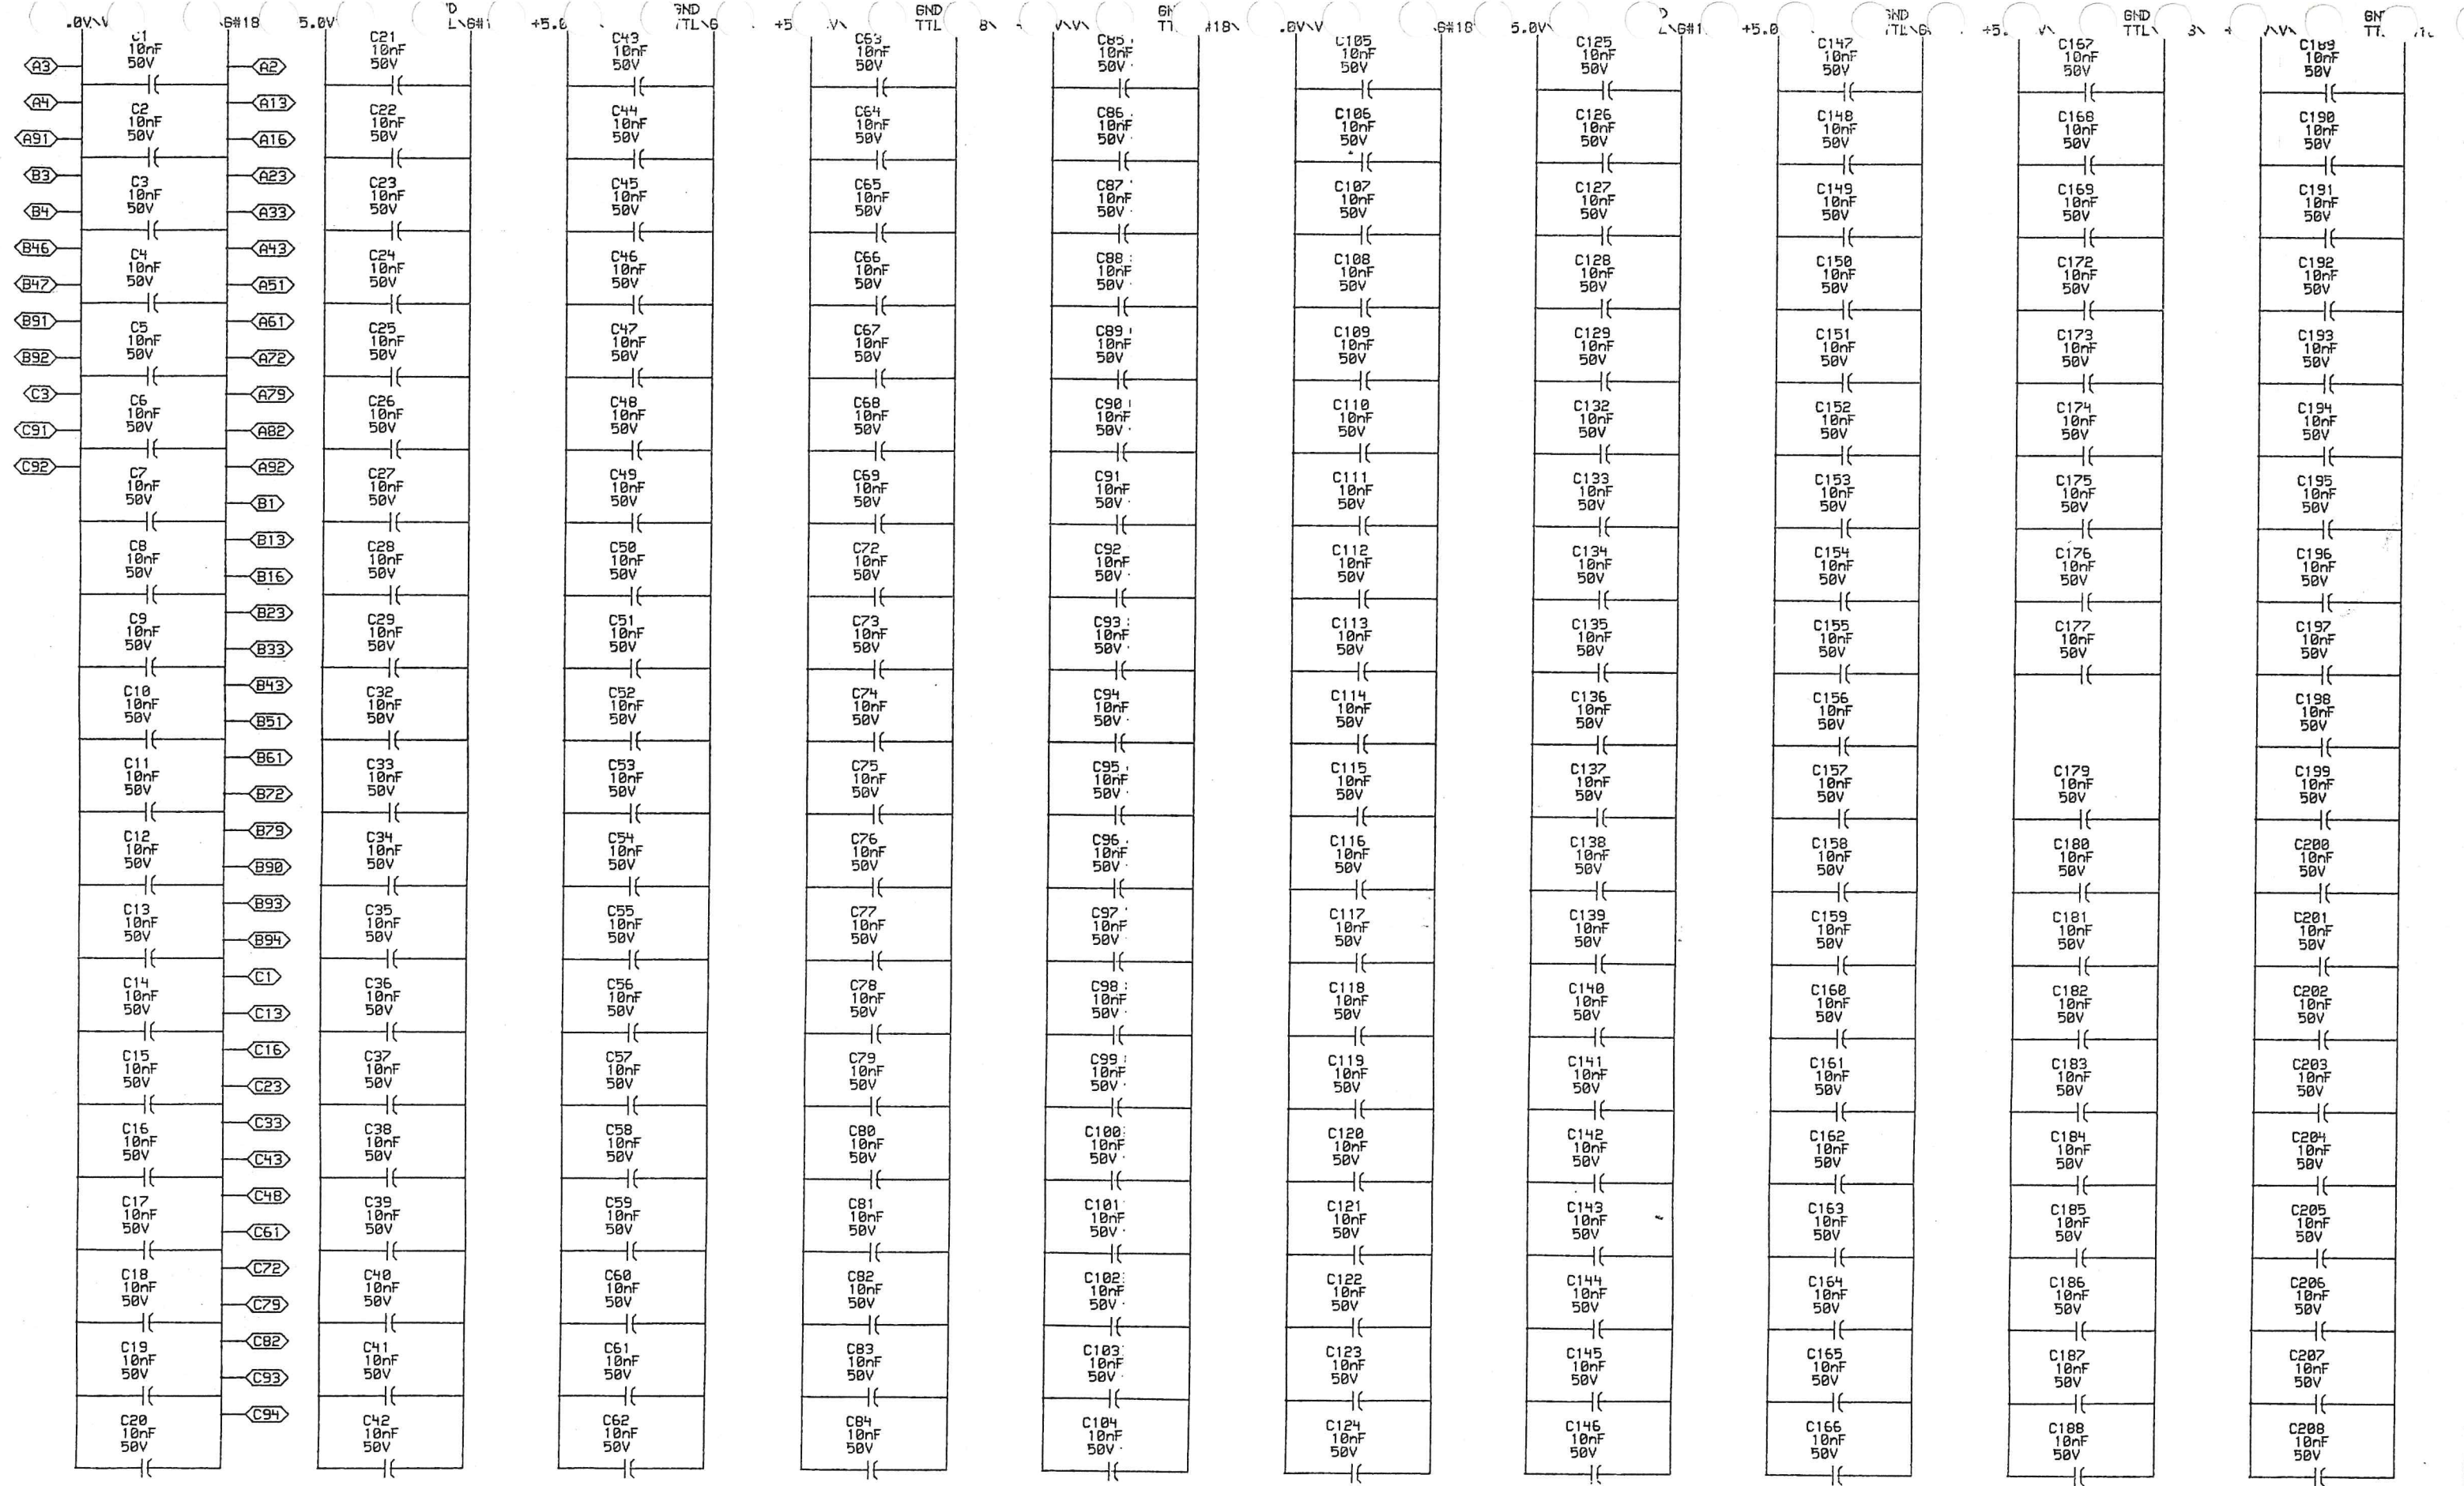 .0V\V \G#18 5.0V L\G#1 +5.0 GND TTL\G +5 GND TTL 8\ TT #18\ .0V\ \G#18 5.0V\ \G#1 +5.0 GND TTL\G +5 GND TTL\
A3
A4
A91
B3
B4
B46
B47
B91
B92
C3
C91
C92
A2
A13
A16
A23
A33
A43
A51
A61
A72
A79
A82
A92
B1
B13
B16
B23
B33
B43
B51
B61
B72
B79
B90
B93
B94
C1
C13
C16
C23
C33
C43
C48
C61
C72
C79
C82
C93
C94
C1 C21 C43 C63 C85 C105 C125 C147 C167 C189
10nF 10nF 10nF 10nF 10nF 10nF 10nF 10nF 10nF 10nF
50V 50V 50V 50V 50V 50V 50V 50V 50V 50V
C2 C22 C44 C64 C86 C106 C126 C148 C168 C190
10nF 10nF 10nF 10nF 10nF 10nF 10nF 10nF 10nF 10nF
50V 50V 50V 50V 50V 50V 50V 50V 50V 50V
C3 C23 C45 C65 C87 C107 C127 C149 C169 C191
10nF 10nF 10nF 10nF 10nF 10nF 10nF 10nF 10nF 10nF
50V 50V 50V 50V 50V 50V 50V 50V 50V 50V
C4 C24 C46 C66 C88 C108 C128 C150 C172 C192
10nF 10nF 10nF 10nF 10nF 10nF 10nF 10nF 10nF 10nF
50V 50V 50V 50V 50V 50V 50V 50V 50V 50V
C5 C25 C47 C67 C89 C109 C129 C151 C173 C193
10nF 10nF 10nF 10nF 10nF 10nF 10nF 10nF 10nF 10nF
50V 50V 50V 50V 50V 50V 50V 50V 50V 50V
C6 C26 C48 C68 C90 C110 C132 C152 C174 C194
10nF 10nF 10nF 10nF 10nF 10nF 10nF 10nF 10nF 10nF
50V 50V 50V 50V 50V 50V 50V 50V 50V 50V
C7 C27 C49 C69 C91 C111 C133 C153 C175 C195
10nF 10nF 10nF 10nF 10nF 10nF 10nF 10nF 10nF 10nF
50V 50V 50V 50V 50V 50V 50V 50V 50V 50V
C8 C28 C50 C72 C92 C112 C134 C154 C176 C196
10nF 10nF 10nF 10nF 10nF 10nF 10nF 10nF 10nF 10nF
50V 50V 50V 50V 50V 50V 50V 50V 50V 50V
C9 C29 C51 C73 C93 C113 C135 C155 C177 C197
10nF 10nF 10nF 10nF 10nF 10nF 10nF 10nF 10nF 10nF
50V 50V 50V 50V 50V 50V 50V 50V 50V 50V
C10 C32 C52 C74 C94 C114 C136 C156 C198
10nF 10nF 10nF 10nF 10nF 10nF 10nF 10nF 10nF
50V 50V 50V 50V 50V 50V 50V 50V 50V
C11 C33 C53 C75 C95 C115 C137 C157 C179 C199
10nF 10nF 10nF 10nF 10nF 10nF 10nF 10nF 10nF 10nF
50V 50V 50V 50V 50V 50V 50V 50V 50V 50V
C12 C34 C54 C76 C96 C116 C138 C158 C180 C200
10nF 10nF 10nF 10nF 10nF 10nF 10nF 10nF 10nF 10nF
50V 50V 50V 50V 50V 50V 50V 50V 50V 50V
C13 C35 C55 C77 C97 C117 C139 C159 C181 C201
10nF 10nF 10nF 10nF 10nF 10nF 10nF 10nF 10nF 10nF
50V 50V 50V 50V 50V 50V 50V 50V 50V 50V
C14 C36 C56 C78 C98 C118 C140 C160 C182 C202
10nF 10nF 10nF 10nF 10nF 10nF 10nF 10nF 10nF 10nF
50V 50V 50V 50V 50V 50V 50V 50V 50V 50V
C15 C37 C57 C79 C99 C119 C141 C161 C183 C203
10nF 10nF 10nF 10nF 10nF 10nF 10nF 10nF 10nF 10nF
50V 50V 50V 50V 50V 50V 50V 50V 50V 50V
C16 C38 C58 C80 C100 C120 C142 C162 C184 C204
10nF 10nF 10nF 10nF 10nF 10nF 10nF 10nF 10nF 10nF
50V 50V 50V 50V 50V 50V 50V 50V 50V 50V
C17 C39 C59 C81 C101 C121 C143 C163 C185 C205
10nF 10nF 10nF 10nF 10nF 10nF 10nF 10nF 10nF 10nF
50V 50V 50V 50V 50V 50V 50V 50V 50V 50V
C18 C40 C60 C82 C102 C122 C144 C164 C186 C206
10nF 10nF 10nF 10nF 10nF 10nF 10nF 10nF 10nF 10nF
50V 50V 50V 50V 50V 50V 50V 50V 50V 50V
C19 C41 C61 C83 C103 C123 C145 C165 C187 C207
10nF 10nF 10nF 10nF 10nF 10nF 10nF 10nF 10nF 10nF
50V 50V 50V 50V 50V 50V 50V 50V 50V 50V
C20 C42 C62 C84 C104 C124 C146 C166 C188 C208
10nF 10nF 10nF 10nF 10nF 10nF 10nF 10nF 10nF 10nF
50V 50V 50V 50V 50V 50V 50V 50V 50V 50V